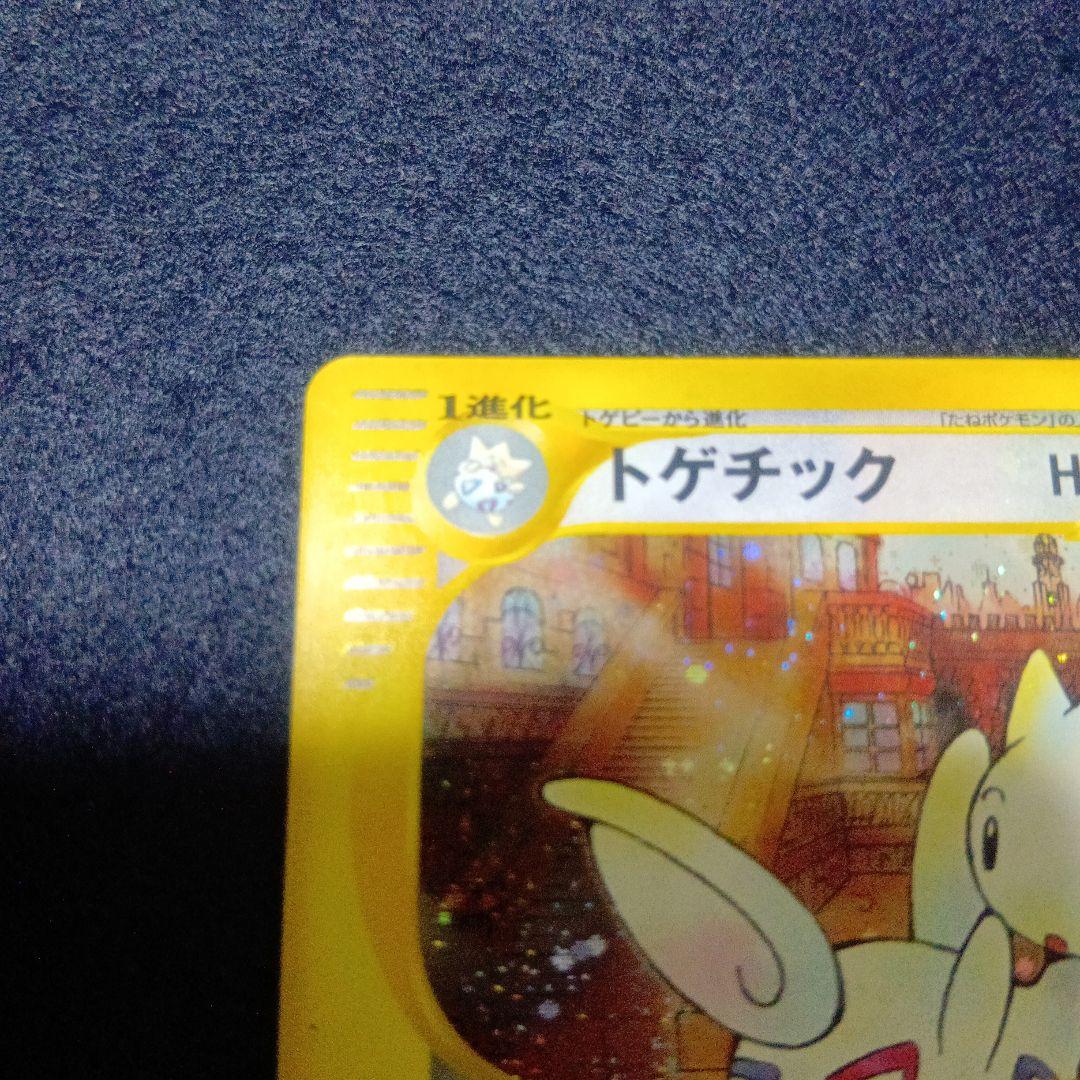 1進化
トゲピーから進化
「たねポケモン」の
トゲチック
H